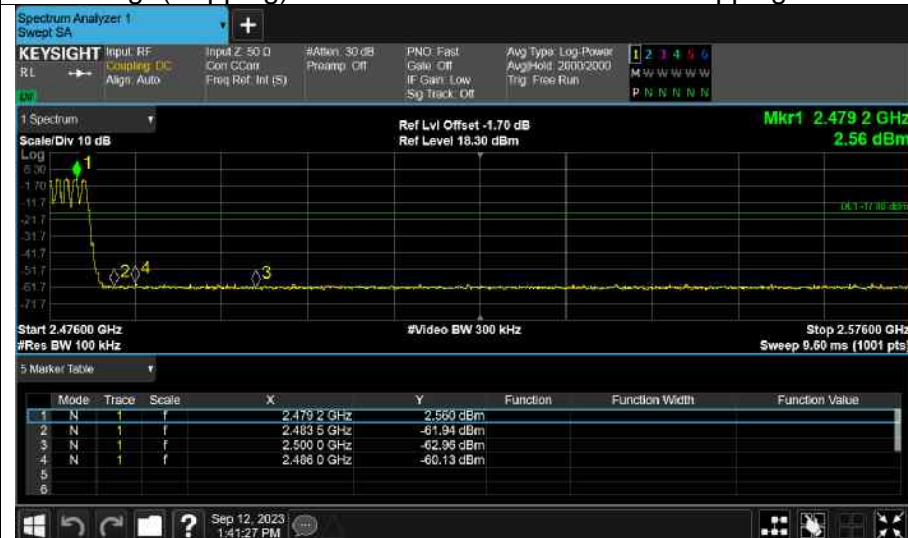 Spectrum Analyzer 1
Swept SA
+
KEYSIGHT Input: RF Input Z: 50 Ω #Atten: 30 dB PNO: Fast Avg Type: Log-Power 1 2 3 4 5 6
RL Coupling: DC Corr CCorr Preamp: Off Gate: Off Avg|Hold: 2000/2000 M W W W W W
Align: Auto Freq Ref: Int (S) IF Gain: Low Trig: Free Run
Sig Track: Off P N N N N N
1 Spectrum Ref Lvl Offset -1.70 dB Mkr1 2.479 2 GHz
Scale/Div 10 dB Ref Level 18.30 dBm 2.56 dBm
Log
1
-1.70
-11.7
-21.7
-31.7
-41.7
-51.7
2 4 3
-61.7
-71.7
Start 2.47600 GHz #Video BW 300 kHz Stop 2.57600 GHz
#Res BW 100 kHz Sweep 9.60 ms (1001 pts)
5 Marker Table
Mode Trace Scale X Y Function Function Width Function Value
1 N 1 f 2.479 2 GHz 2.560 dBm
2 N 1 f 2.483 5 GHz -61.94 dBm
3 N 1 f 2.500 0 GHz -62.95 dBm
4 N 1 f 2.486 0 GHz -60.13 dBm
5
6
? Sep 12, 2023
1:41:27 PM